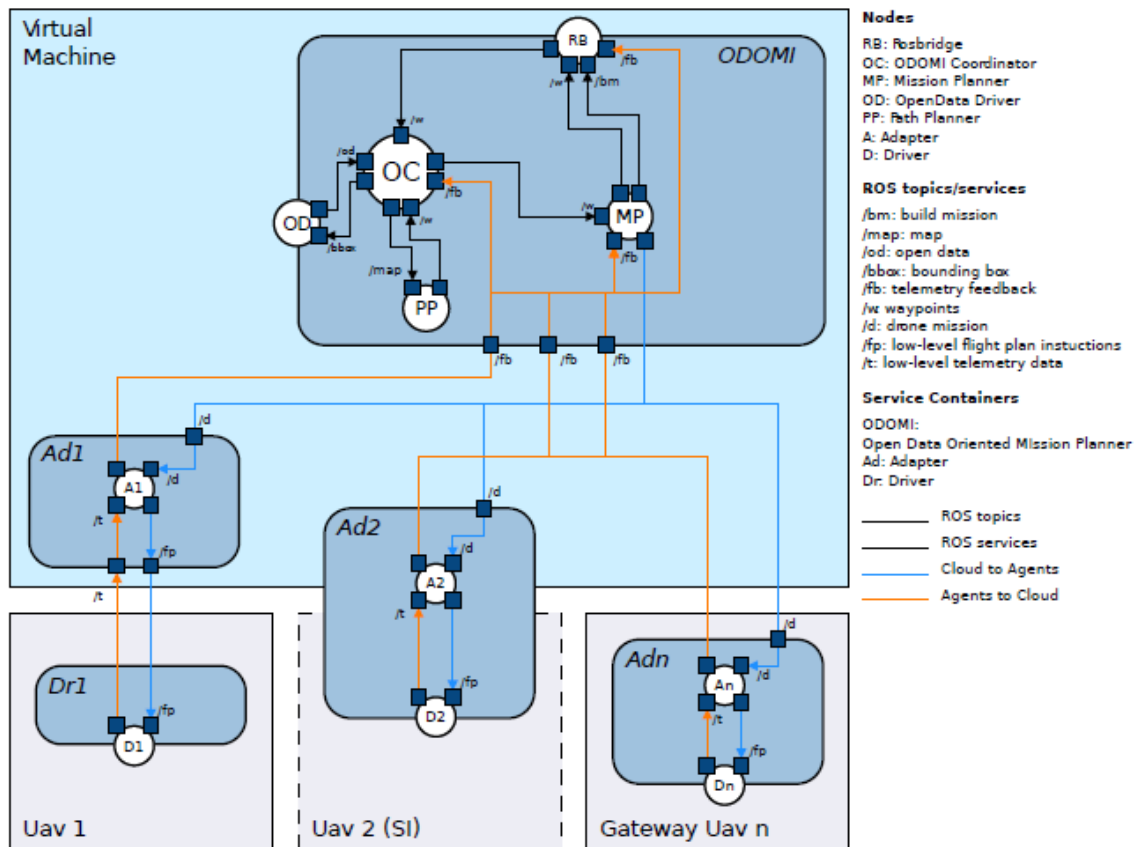 Virtual
Machine
ODOMI
RB
/fb
/w
/bm
/w
/od
OC
/fb
/w
MP
OD
/bbox
/w
/fb
/map
PP
/fb
/fb
/fb
/d
Ad1
A1
/d
/t
/fp
/t
/d
Ad2
/d
A2
/t
/fp
D2
Dr1
/fp
D1
/d
Adn
An
/d
/t
/fp
Dn
Uav 1
Uav 2 (SI)
Gateway Uav n
Nodes
RB: Rosbridge
OC: ODOMI Coordinator
MP: Mission Planner
OD: OpenData Driver
PP: Path Planner
A: Adapter
D: Driver
ROS topics/services
/bm: build mission
/map: map
/od: open data
/bbox: bounding box
/fb: telemetry feedback
/w: waypoints
/d: drone mission
/fp: low-level flight plan instuctions
/t: low-level telemetry data
Service Containers
ODOMI:
Open Data Oriented Mission Planner
Ad: Adapter
Dr: Driver
ROS topics
ROS services
Cloud to Agents
Agents to Cloud